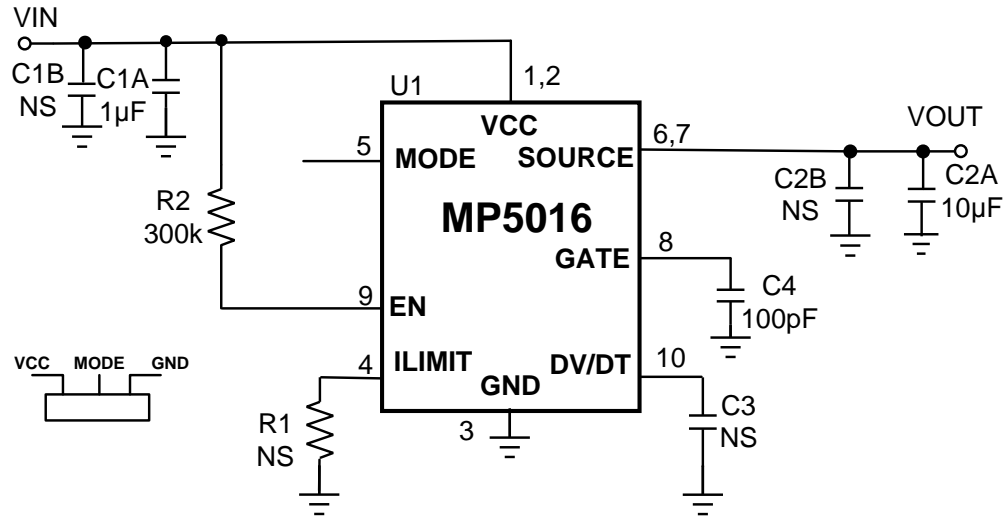 VIN
C1B
NS
C1A
1µF
U1
1,2
VCC
5
MODE
SOURCE
6,7
VOUT
R2
300k
MP5016
C2B
NS
C2A
10µF
GATE
8
C4
100pF
9
EN
VCC
MODE
GND
4
ILIMIT
GND
DV/DT
10
R1
NS
3
C3
NS